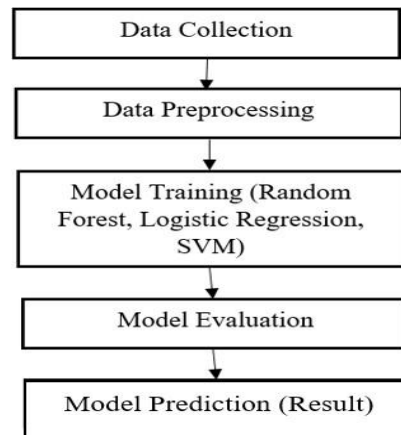 Data Collection
Data Preprocessing
Model Training (Random
Forest, Logistic Regression,
SVM)
Model Evaluation
Model Prediction (Result)